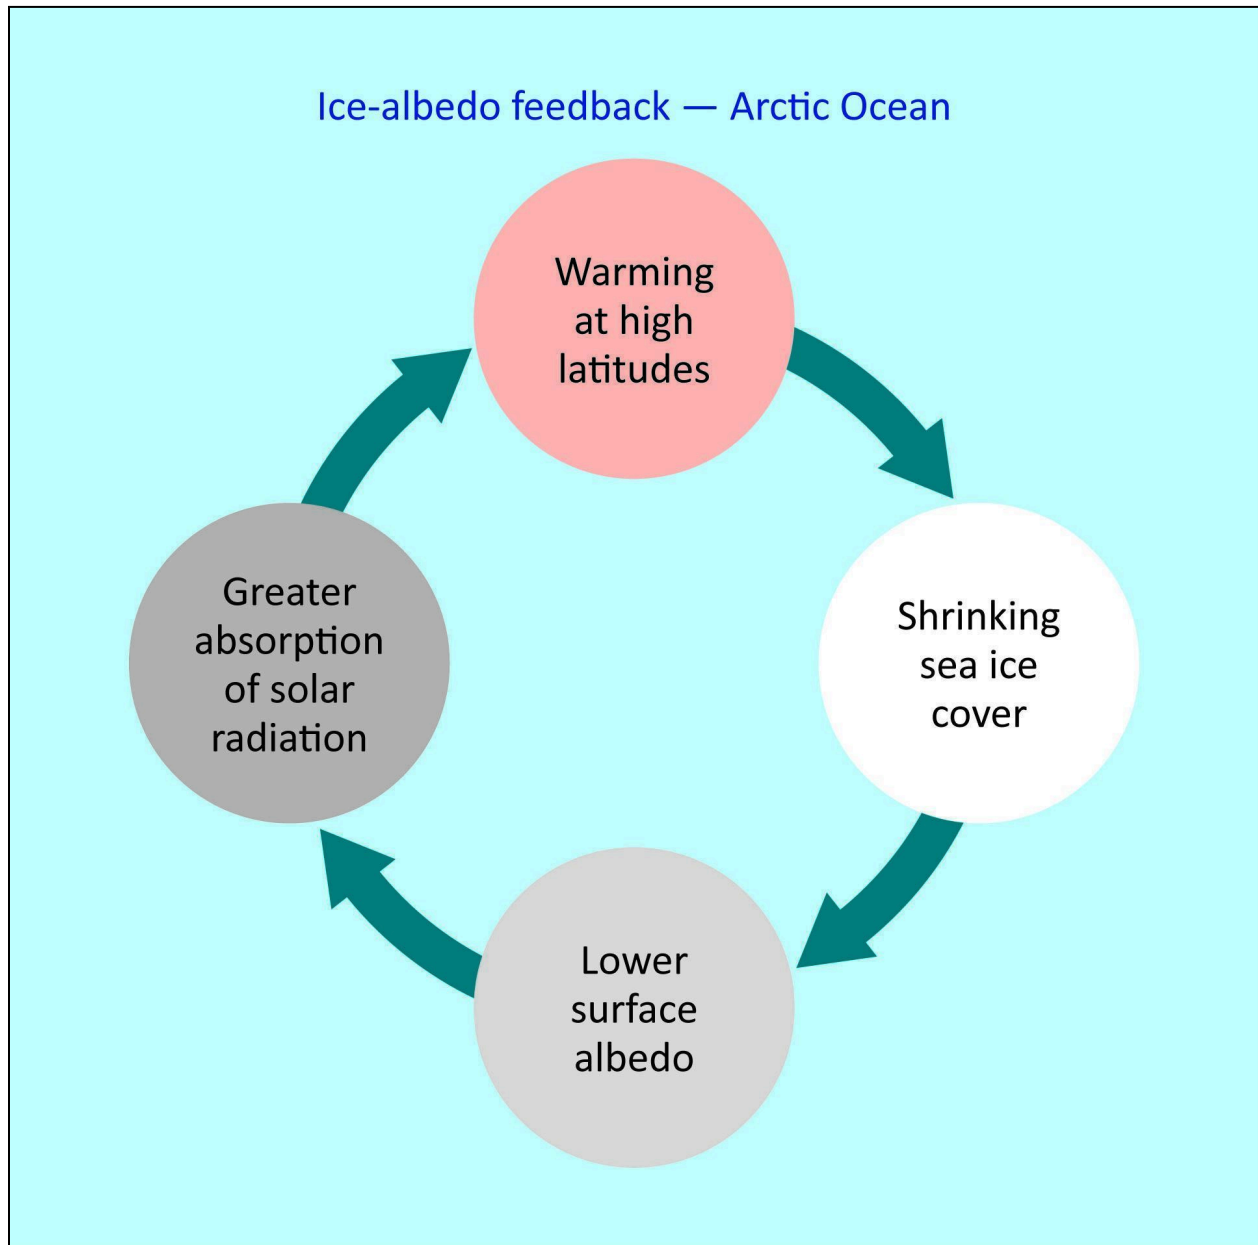 Ice-albedo feedback — Arctic Ocean
Warming
at high
latitudes
Shrinking
sea ice
cover
Lower
surface
albedo
Greater
absorption
of solar
radiation